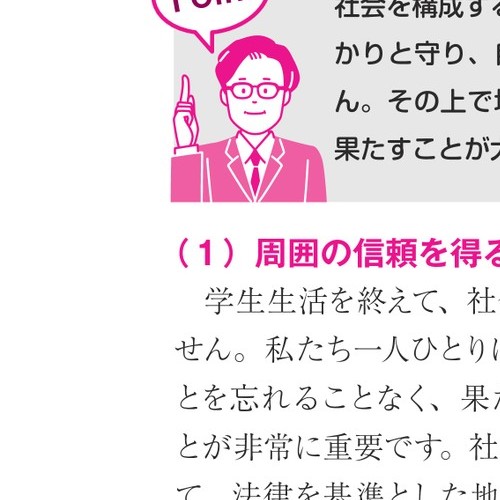 社会を構成する
かりと守り、
ん。その上で
果たすことが
（１）周囲の信頼を得る
学生生活を終えて、社
せん。私たち一人ひとり
とを忘れることなく、果
とが非常に重要です。社
て、法律を基準とした地